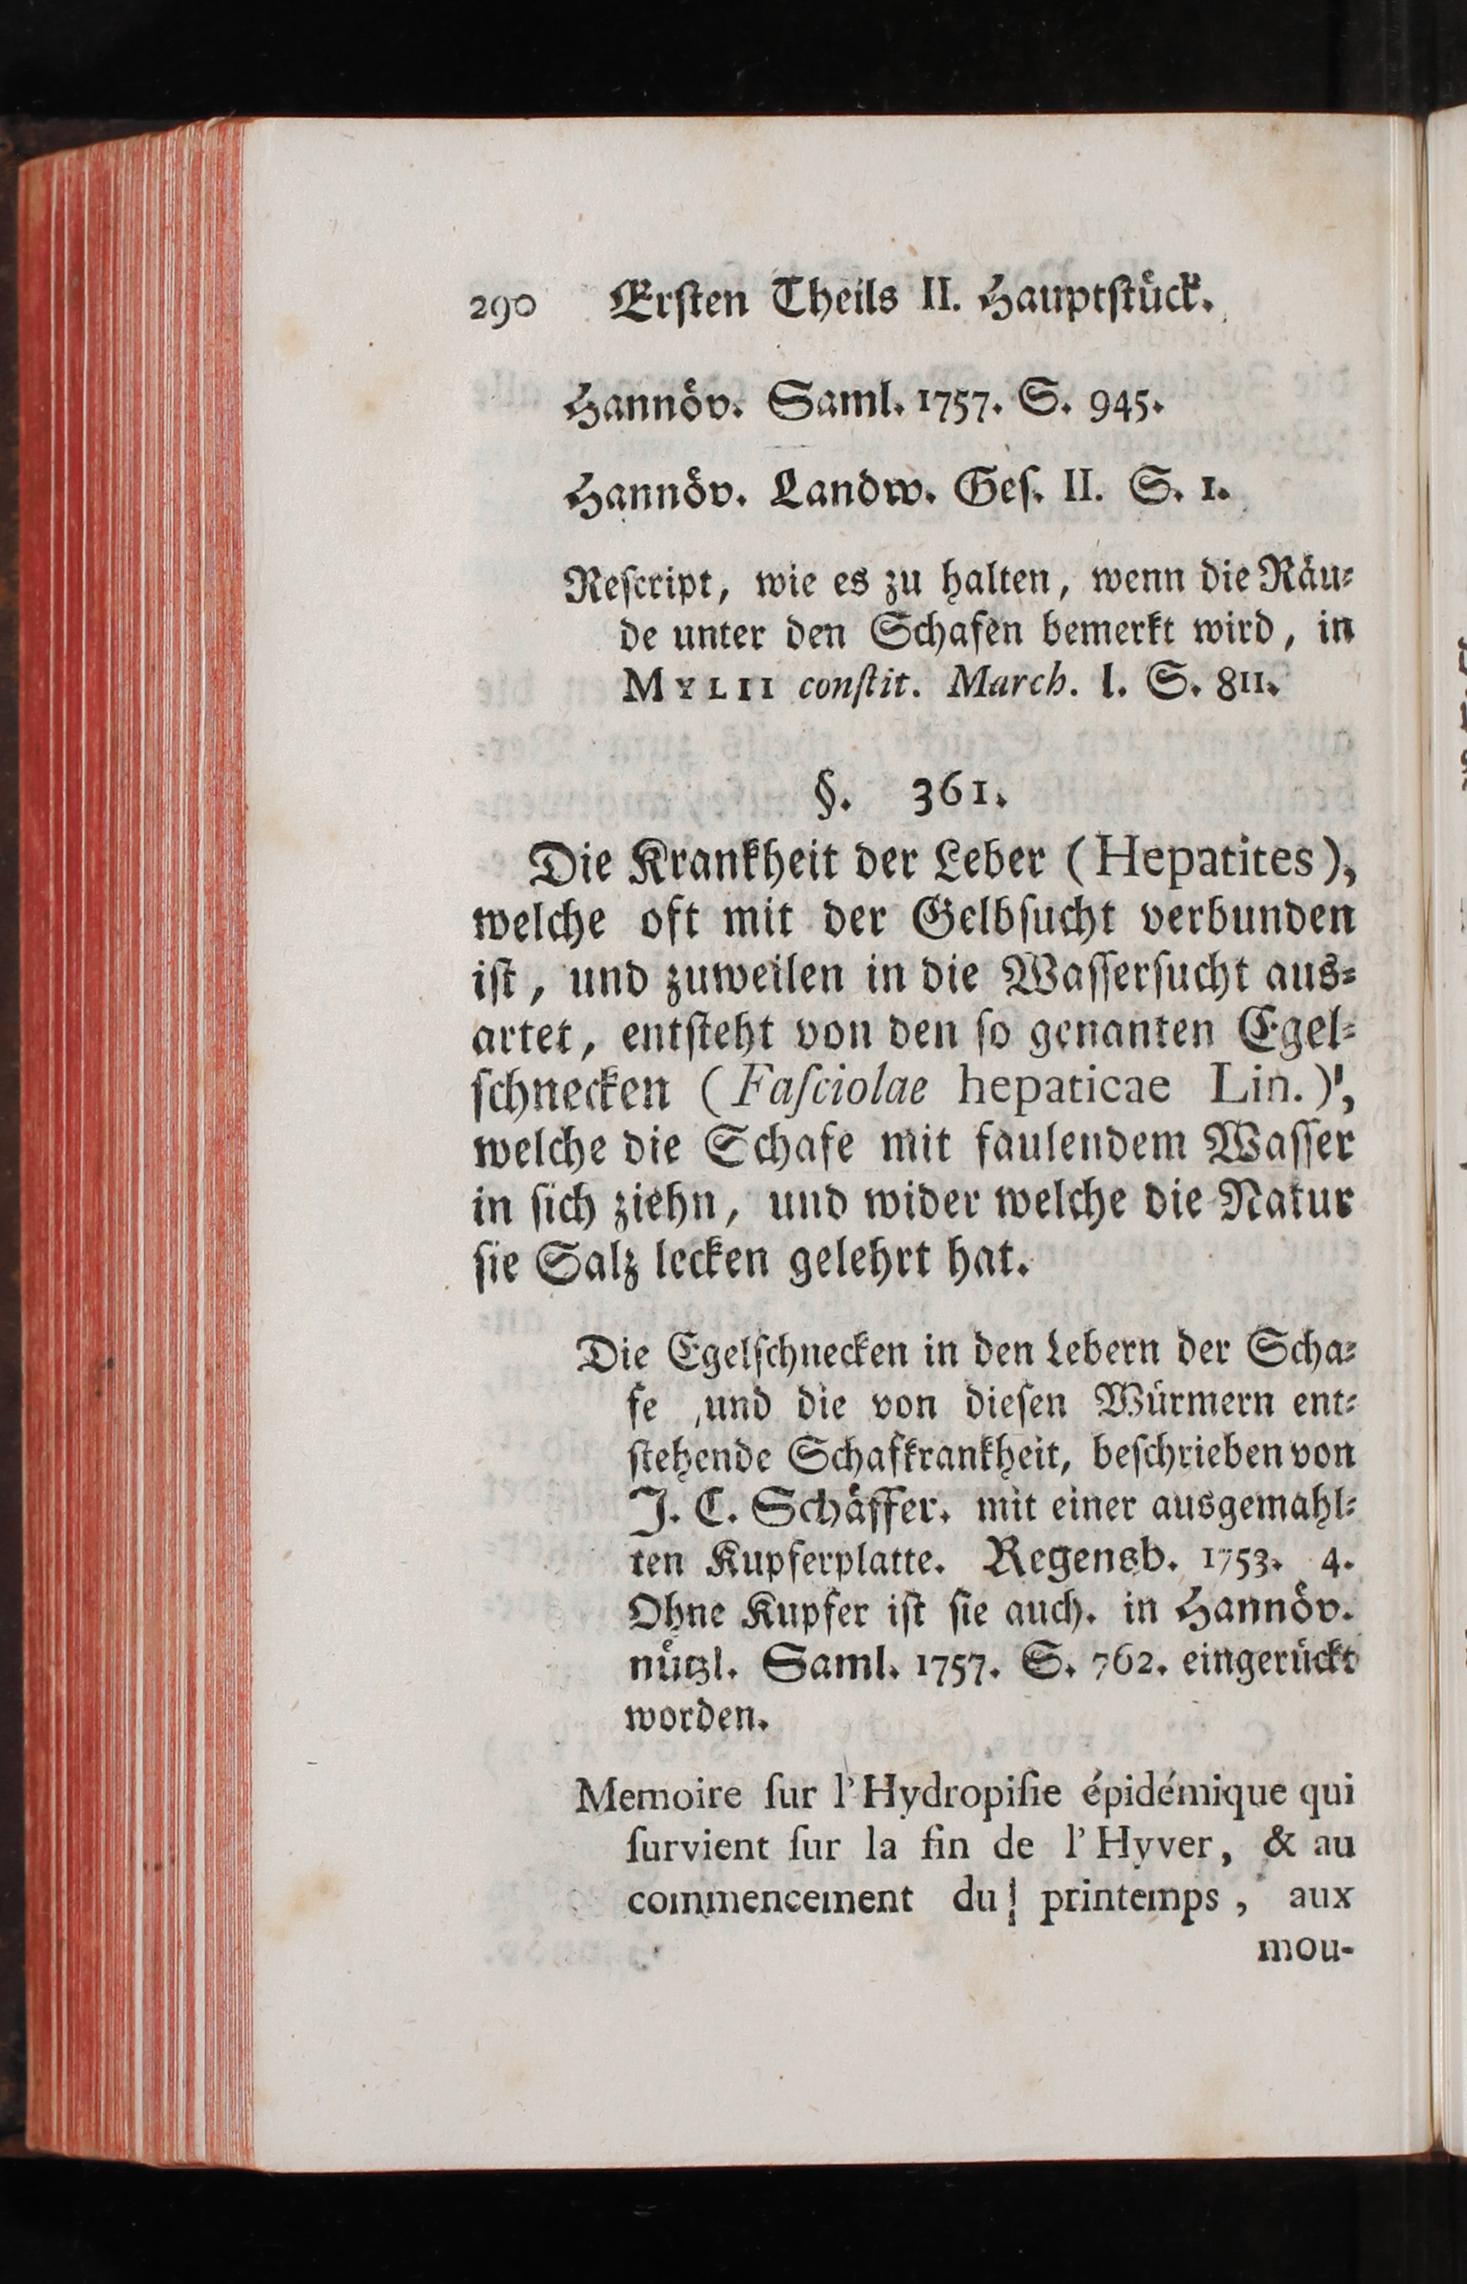 290 Erſten Theils II. Hauptſtück.
Hannöv. Saml. 1757. S. 945.
Hannöv. Landw. Geſ. II. S. 1.
Reſcript, wie es zu halten, wenn die Räu⸗
de unter den Schafen bemerkt wird, in
MYLII conſtit. March. I. S. 811.
§. 361.
Die Krankheit der Leber (Hepatites),
welche oft mit der Gelbſucht verbunden
iſt, und zuweilen in die Waſſerſucht aus⸗
artet, entſteht von den ſo genanten Egel⸗
ſchnecken (Faſciolae hepaticae Lin.)',
welche die Schafe mit faulendem Waſſer
in ſich ziehn, und wider welche die Natur
ſie Salz lecken gelehrt hat.
Die Egelſchnecken in den Lebern der Scha⸗
fe ,und die von dieſen Würmern ent⸗
ſtehende Schafkrankheit, beſchrieben von
J. C. Schäffer. mit einer ausgemahl⸗
ten Kupferplatte. Regensb. 1753. 4.
Ohne Kupfer iſt ſie auch. in Hannöv.
nützl. Saml. 1757. S. 762. eingerückt
worden.
Memoire ſur l'Hydropiſie épidémique qui
ſurvient ſur la fin de l'Hyver, & au
commencement du printemps, aux
mou-